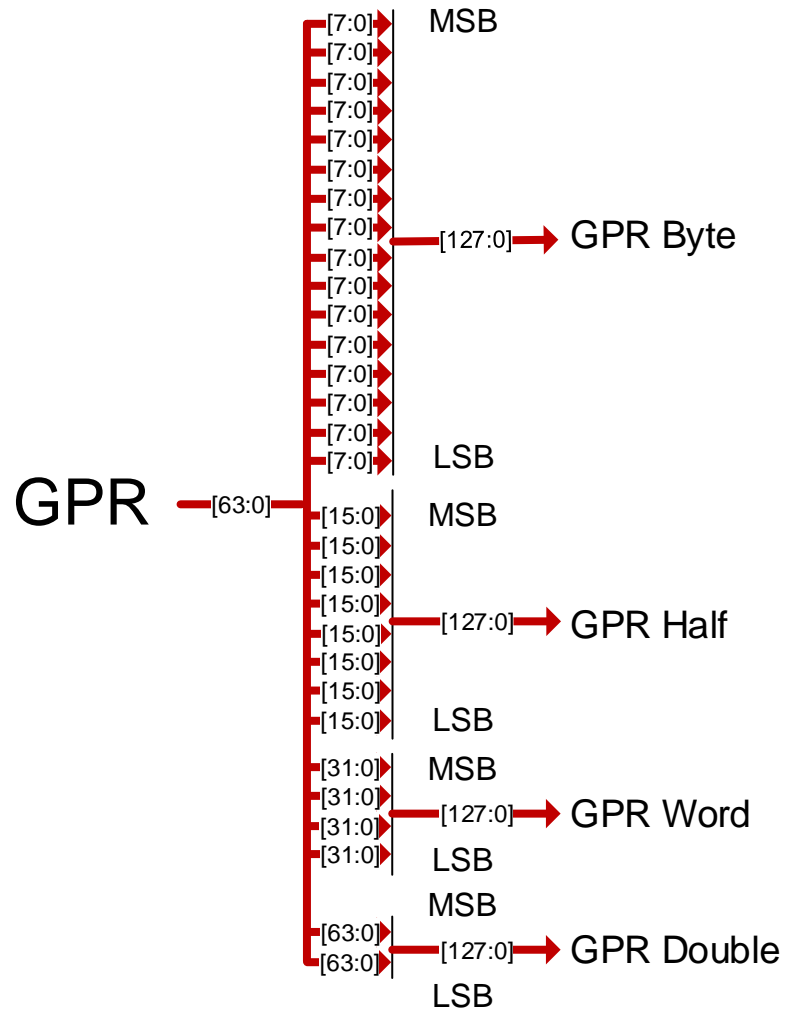 [7:0] MSB
[7:0]
[7:0]
[7:0]
[7:0]
[7:0]
[7:0]
[7:0]
[127:0] GPR Byte
[7:0]
[7:0]
[7:0]
[7:0]
[7:0]
[7:0]
[7:0]
[7:0] LSB
GPR [63:0]
[15:0] MSB
[15:0]
[15:0]
[15:0]
[127:0] GPR Half
[15:0]
[15:0]
[15:0]
[15:0] LSB
[31:0] MSB
[31:0]
[127:0] GPR Word
[31:0]
[31:0] LSB
MSB
[63:0]
[127:0] GPR Double
[63:0]
LSB